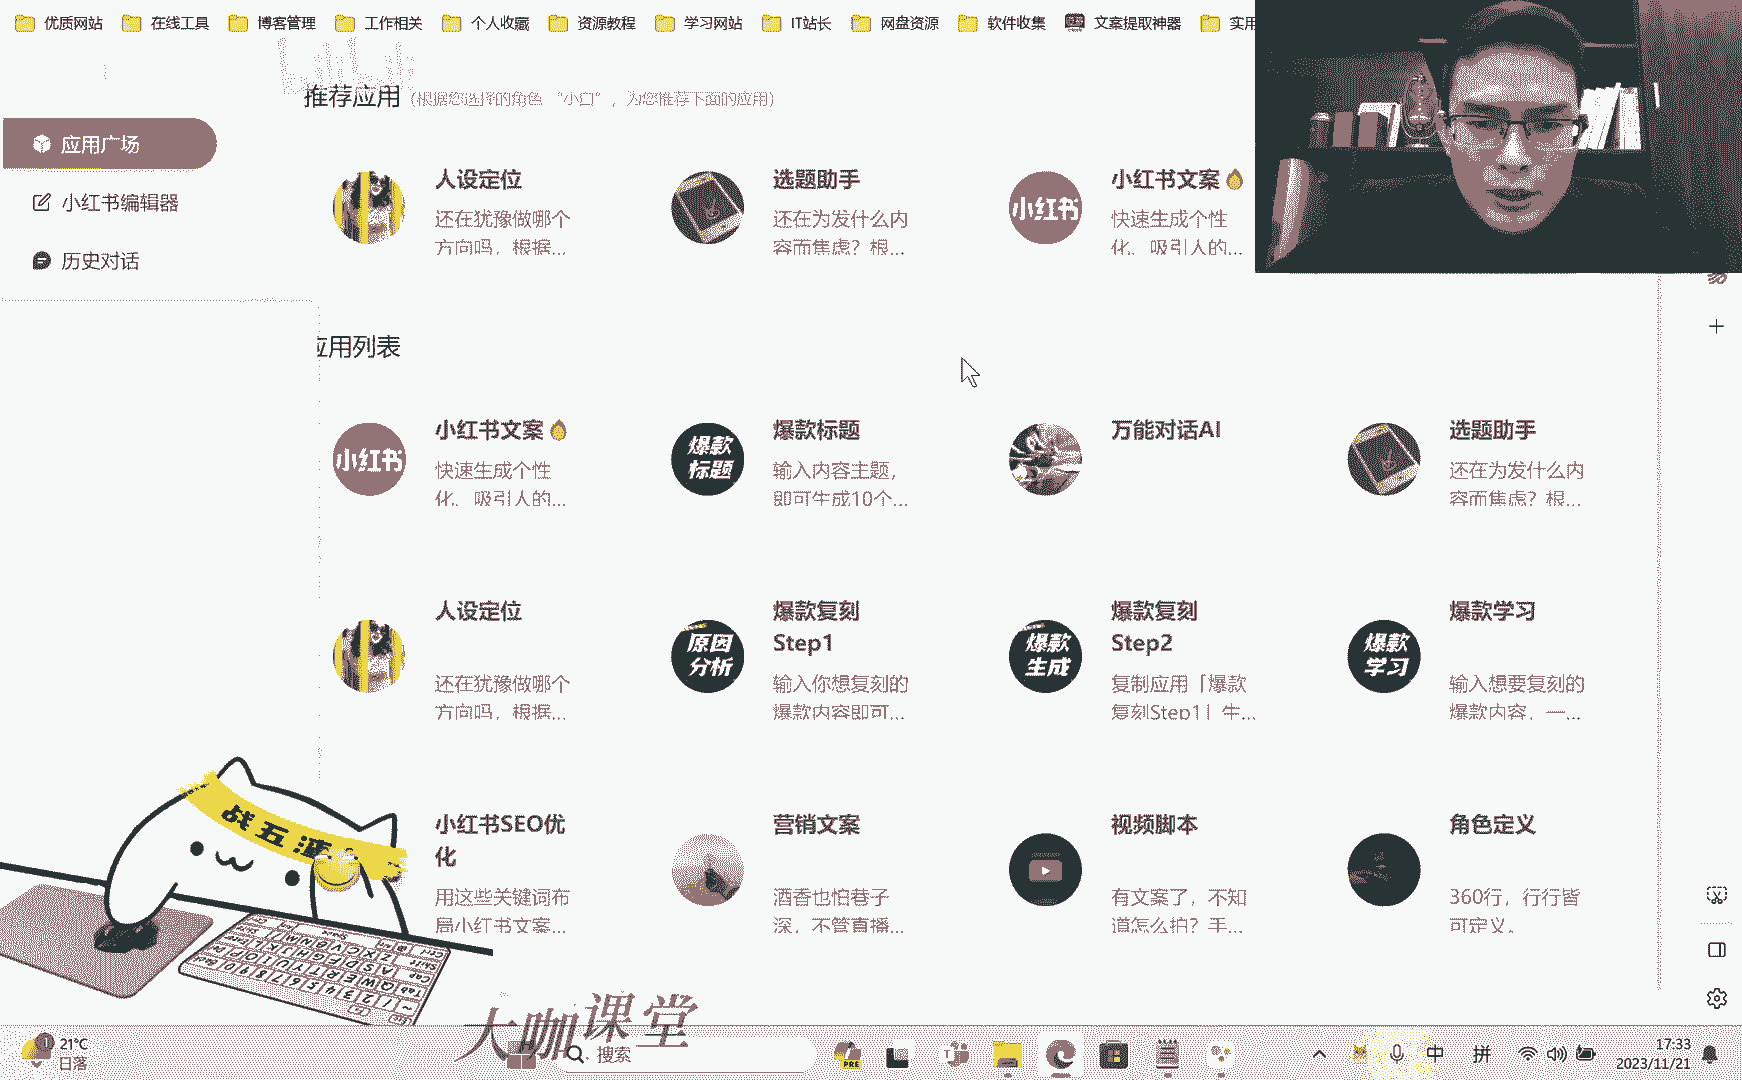 优质网站 在线工具 博客管理 工作相关 个人收藏 资源教程 学习网站 IT站长 网盘资源 软件收集 文案提取神器 实用
推荐应用 (根据您选择的角色 “小白”，为您推荐下面的应用)
应用广场
小红书编辑器
历史对话
人设定位
还在犹豫做哪个
方向吗，根据...
选题助手
还在为发什么内
容而焦虑？根...
小红书
小红书文案
快速生成个性
化、吸引人的...
应用列表
小红书
小红书文案
快速生成个性
化、吸引人的...
爆款
标题
爆款标题
输入内容主题，
即可生成10个...
万能对话AI
选题助手
还在为发什么内
容而焦虑？根...
人设定位
还在犹豫做哪个
方向吗，根据...
原因
分析
爆款复刻
Step1
输入你想复刻的
爆款内容即可...
爆款
生成
爆款复刻
Step2
复制应用「爆款
复刻Step1」生...
爆款
学习
爆款学习
输入想要复刻的
爆款内容，一...
小红书SEO优
化
用这些关键词布
局小红书文案...
营销文案
酒香也怕巷子
深，不管直播...
视频脚本
有文案了，不知
道怎么拍？手...
角色定义
360行，行行皆
可定义。
战五渣
大咖课堂
1
21°C
日落
搜索
PRE
中 拼
17:33
2023/11/21